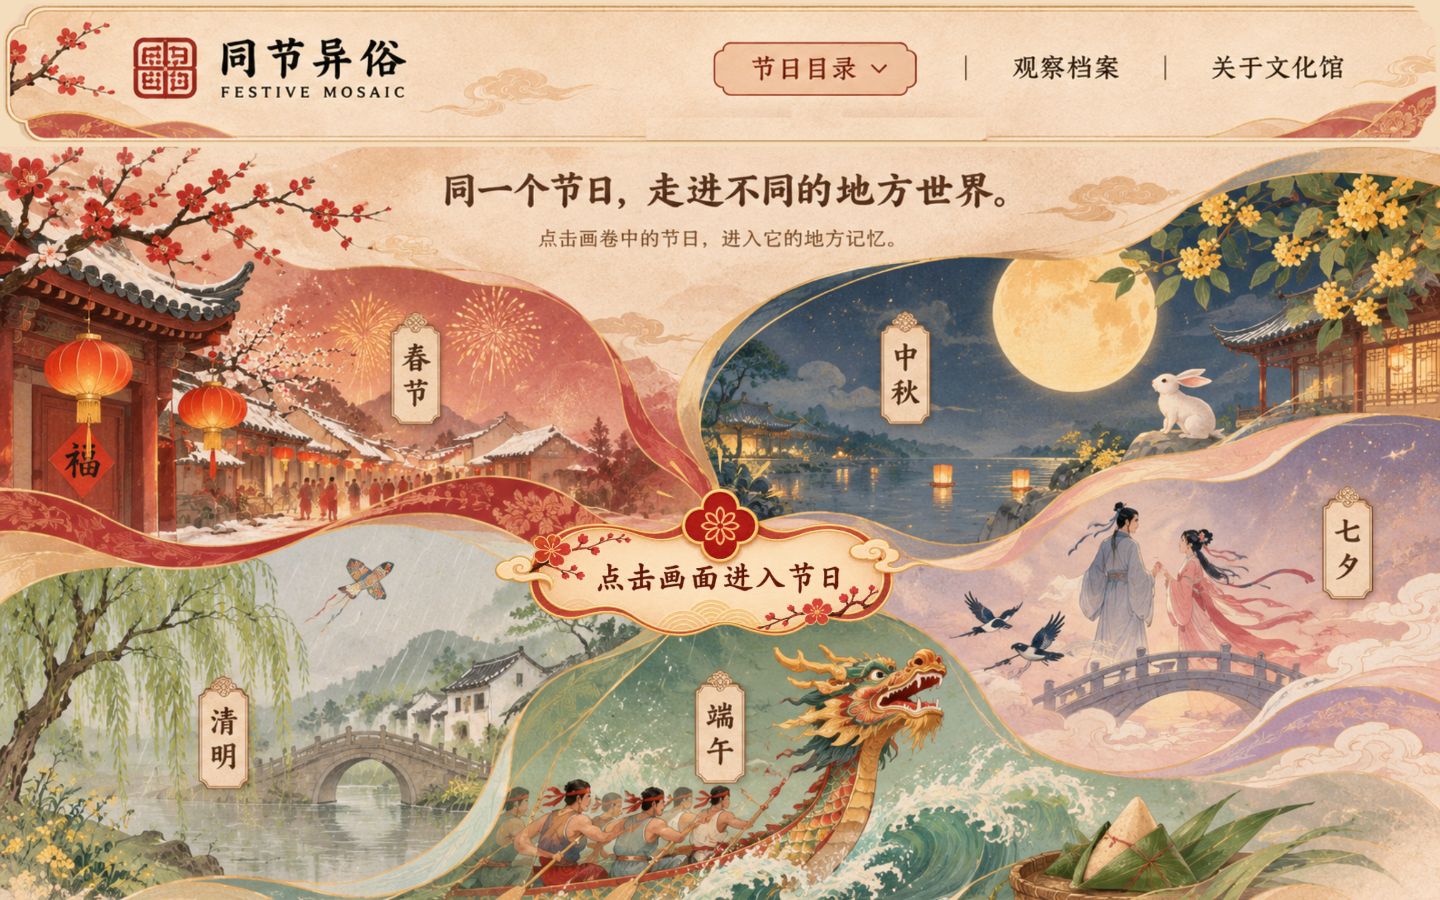 同节异俗
FESTIVE MOSAIC
节日目录
观察档案
关于文化馆
同一个节日，走进不同的地方世界。
点击画卷中的节日，进入它的地方记忆。
春节
中秋
福
七夕
点击画面进入节日
清明
端午